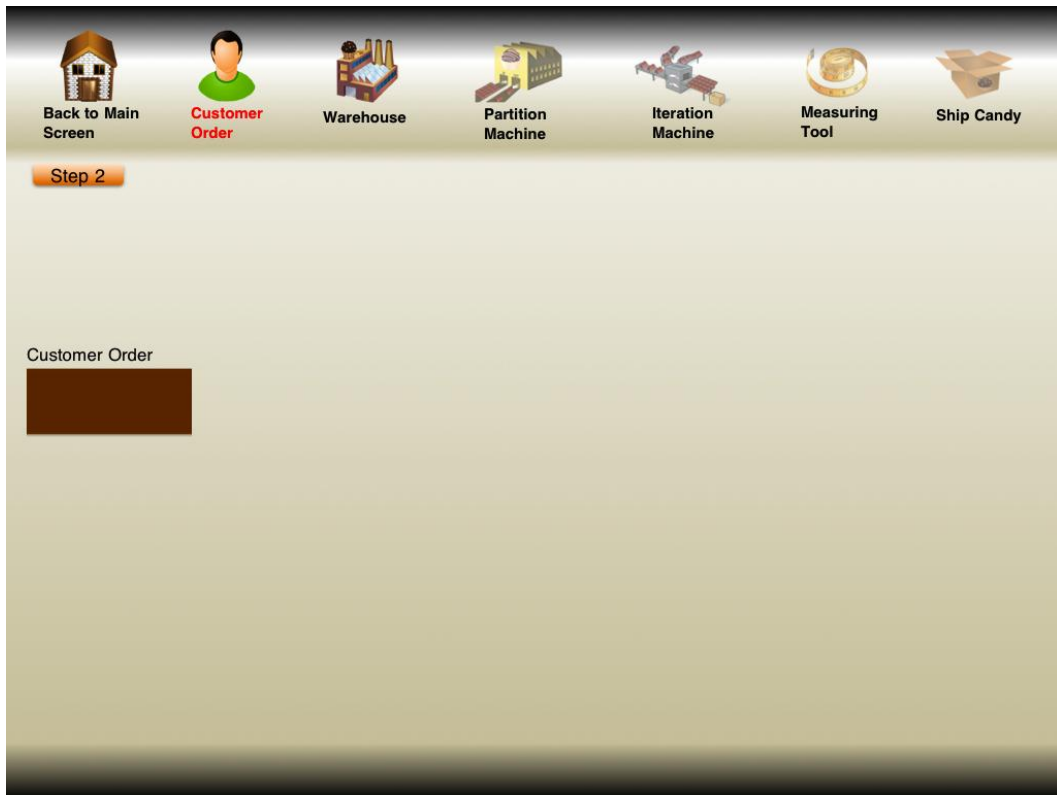 Back to Main
Screen
Customer
Order
Warehouse
Partition
Machine
Iteration
Machine
Measuring
Tool
Ship Candy
Step 2
Customer Order